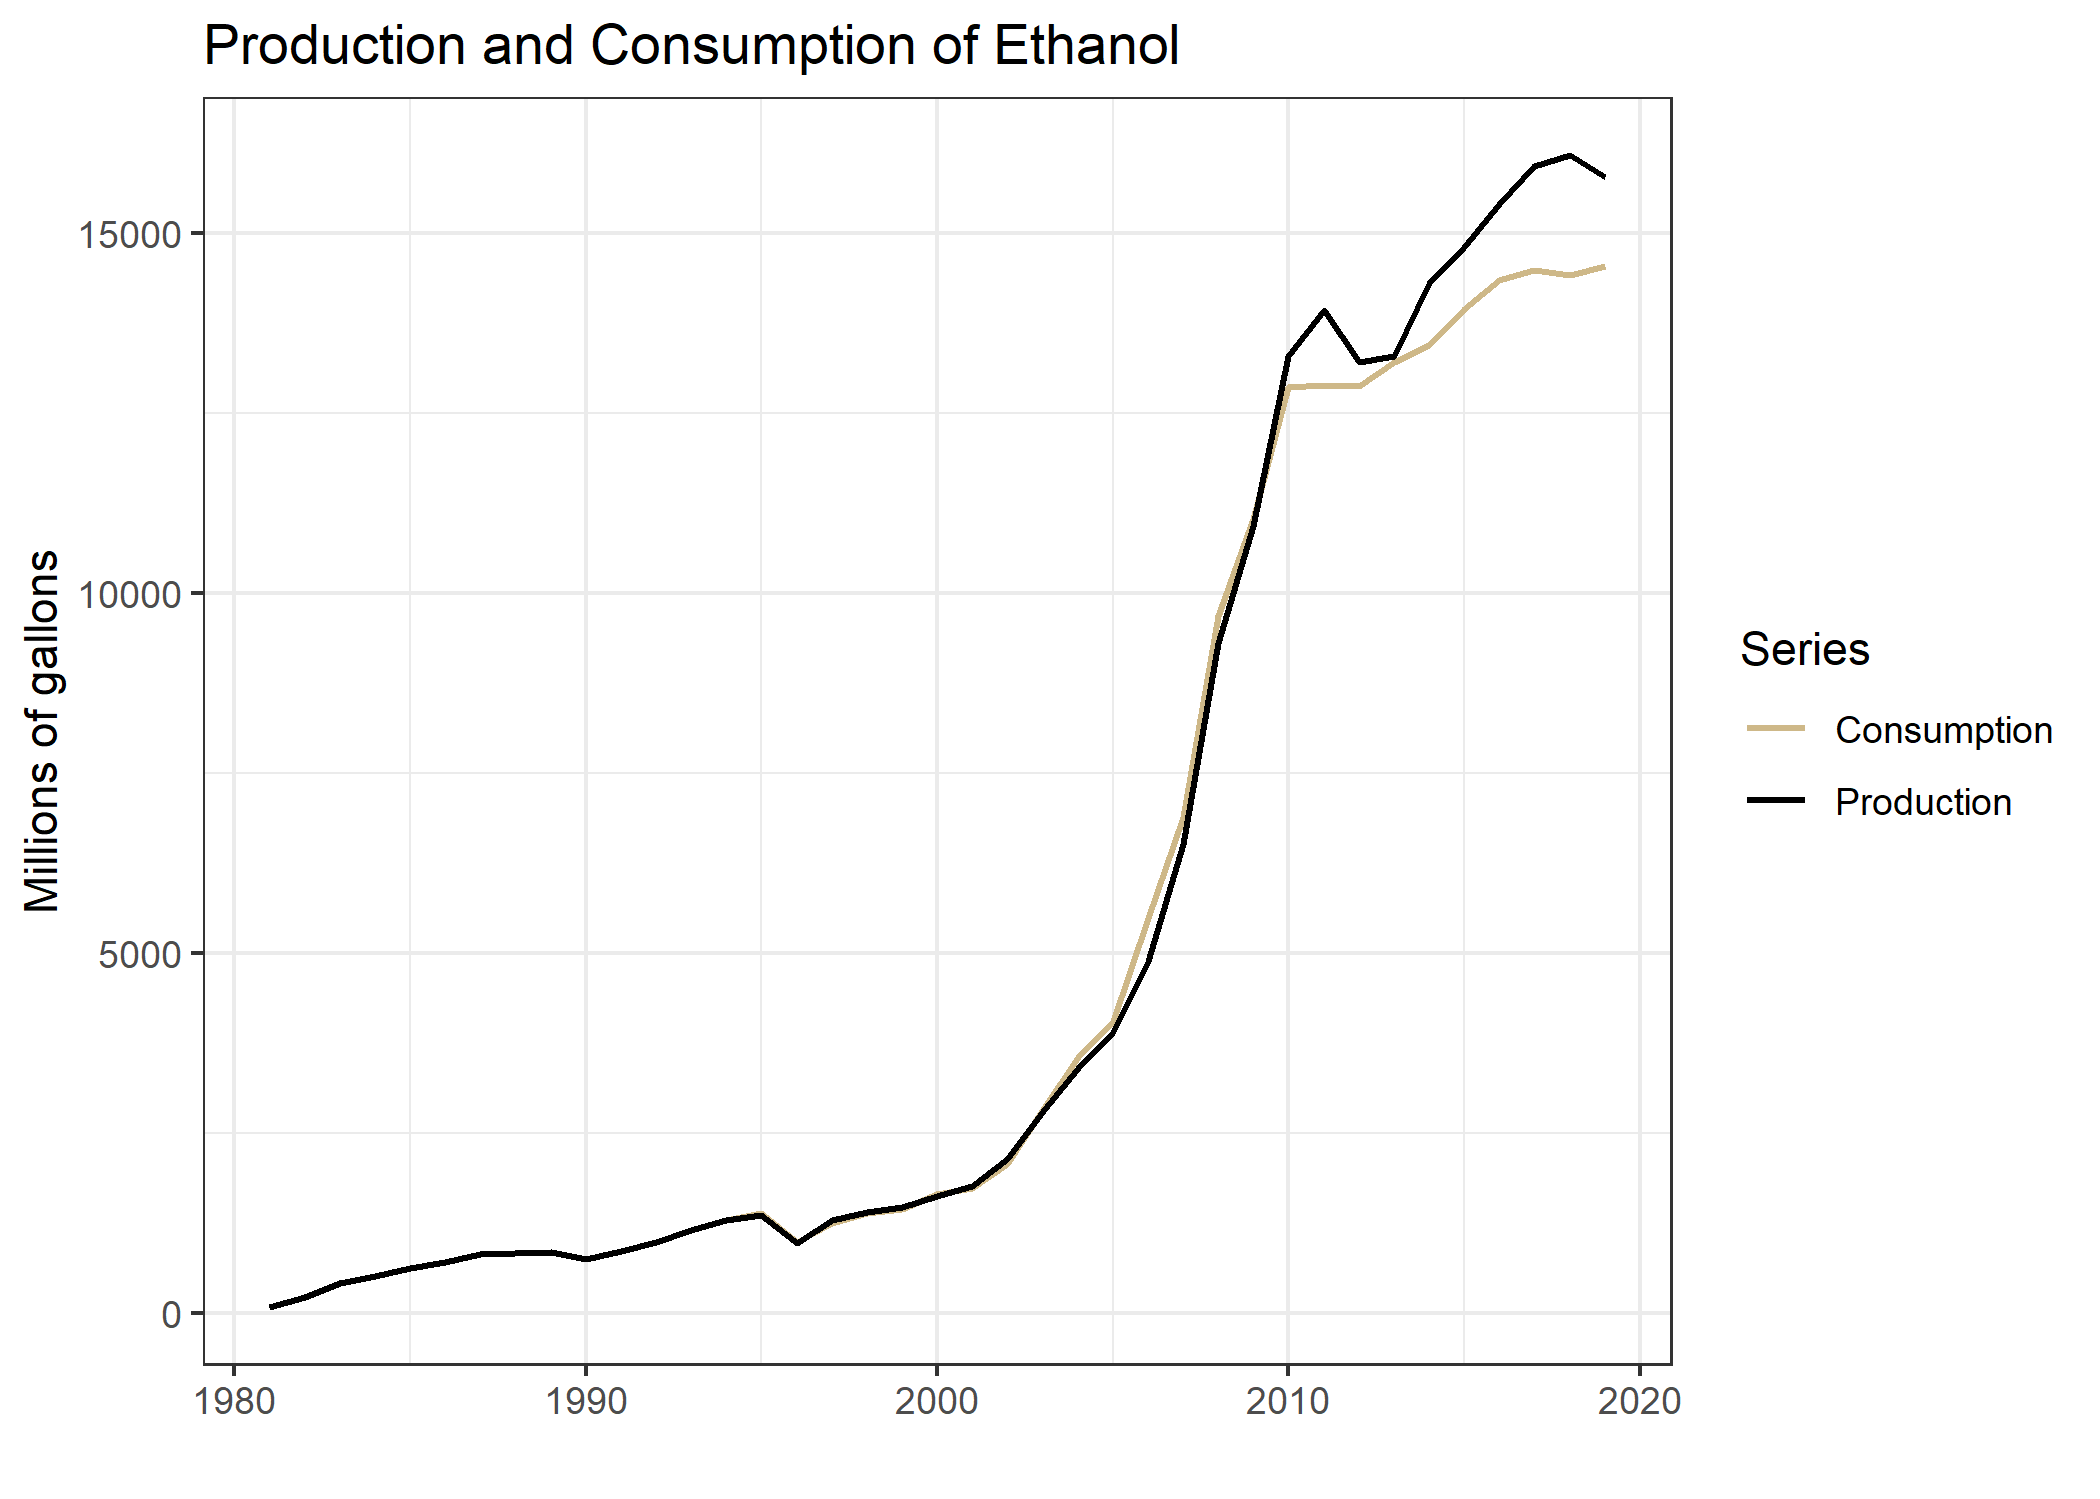 Production and Consumption of Ethanol
Millions of gallons
15000
10000
5000
0
1980 1990 2000 2010 2020
Series
Consumption
Production